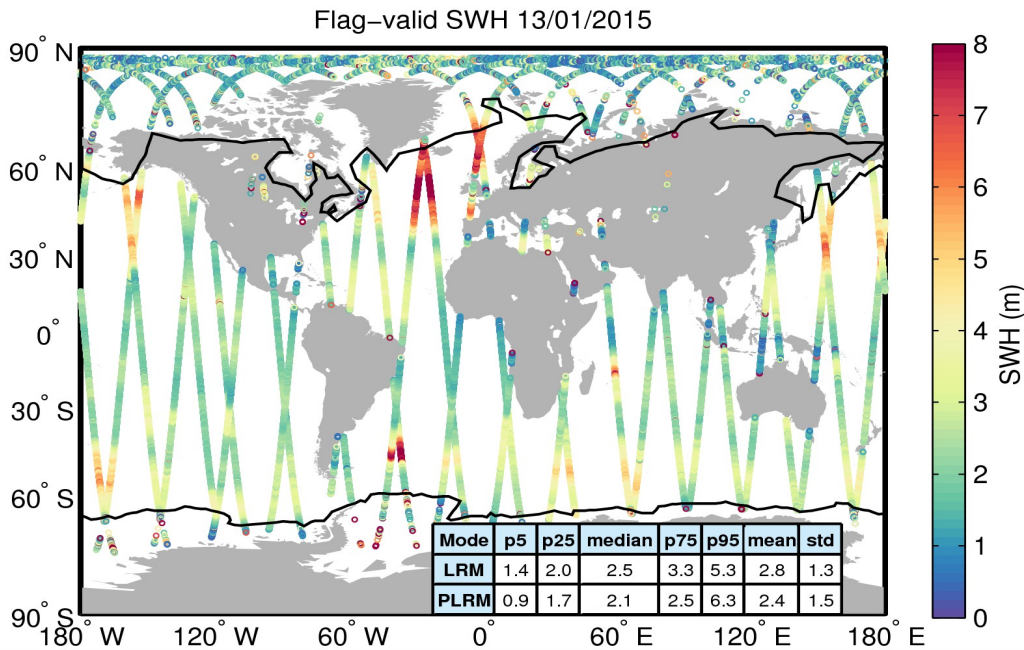 Flag−valid SWH 13/01/2015
90° N
60° N
30° N
0°
30° S
60° S
90° S
180° W
120° W
60° W
0°
60° E
120° E
180° E
8
7
6
5
4
3
2
1
0
SWH (m)
Mode p5 p25 median p75 p95 mean std
LRM 1.4 2.0 2.5 3.3 5.3 2.8 1.3
PLRM 0.9 1.7 2.1 2.5 6.3 2.4 1.5